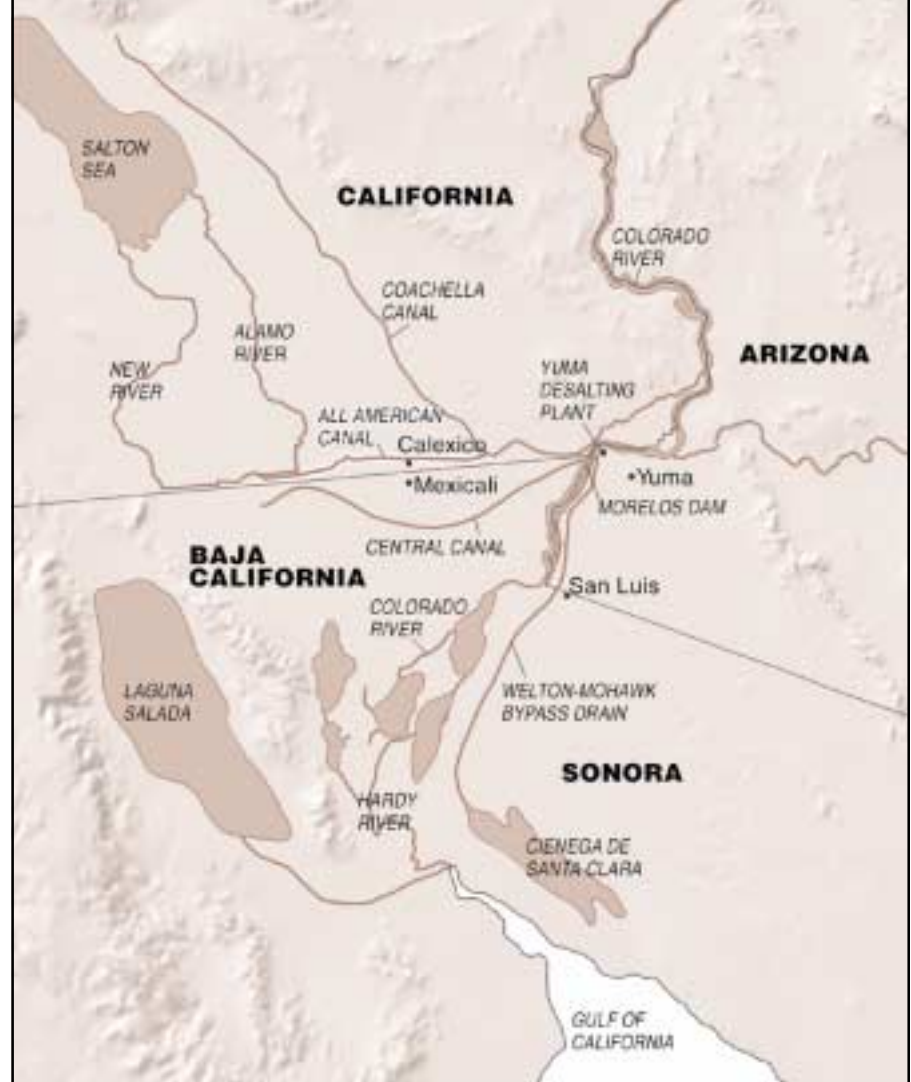 SALTON
SEA
CALIFORNIA
COLORADO
RIVER
COACHELLA
CANAL
ALAMO
RIVER
ARIZONA
NEW
RIVER
YUMA
DESALTING
PLANT
ALL AMERICAN
CANAL
Calexico
Mexicali
Yuma
MORELOS DAM
CENTRAL CANAL
BAJA
CALIFORNIA
San Luis
COLORADO
RIVER
LAGUNA
SALADA
WELTON-MOHAWK
BYPASS DRAIN
SONORA
HARDY
RIVER
CIENEGA DE
SANTA CLARA
GULF OF
CALIFORNIA